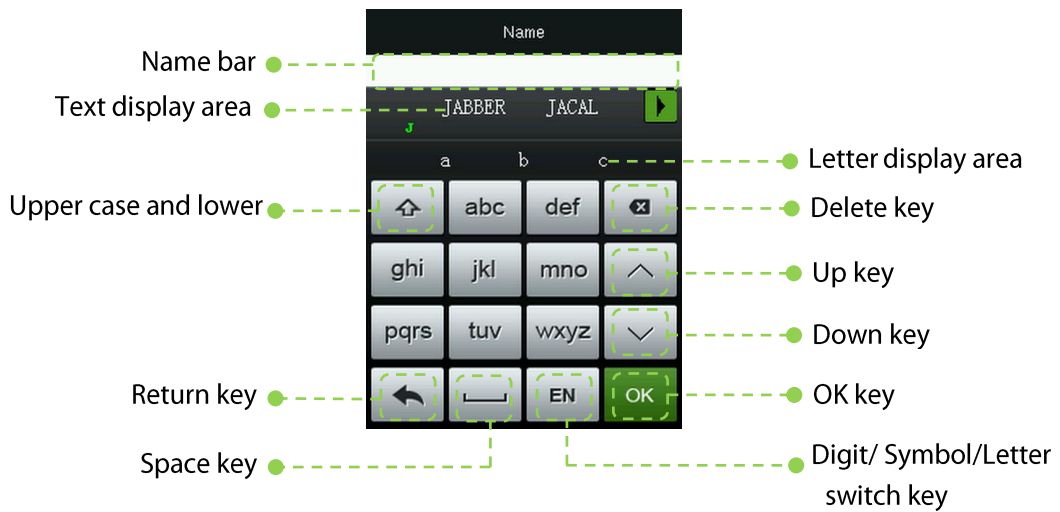 Name
Name bar
Text display area
JABBER JACAL
J
a b c
Letter display area
Upper case and lower
abc def
Delete key
ghi jkl mno
Up key
pqrs tuv wxyz
Down key
Return key
EN OK
OK key
Space key
Digit/ Symbol/Letter
switch key